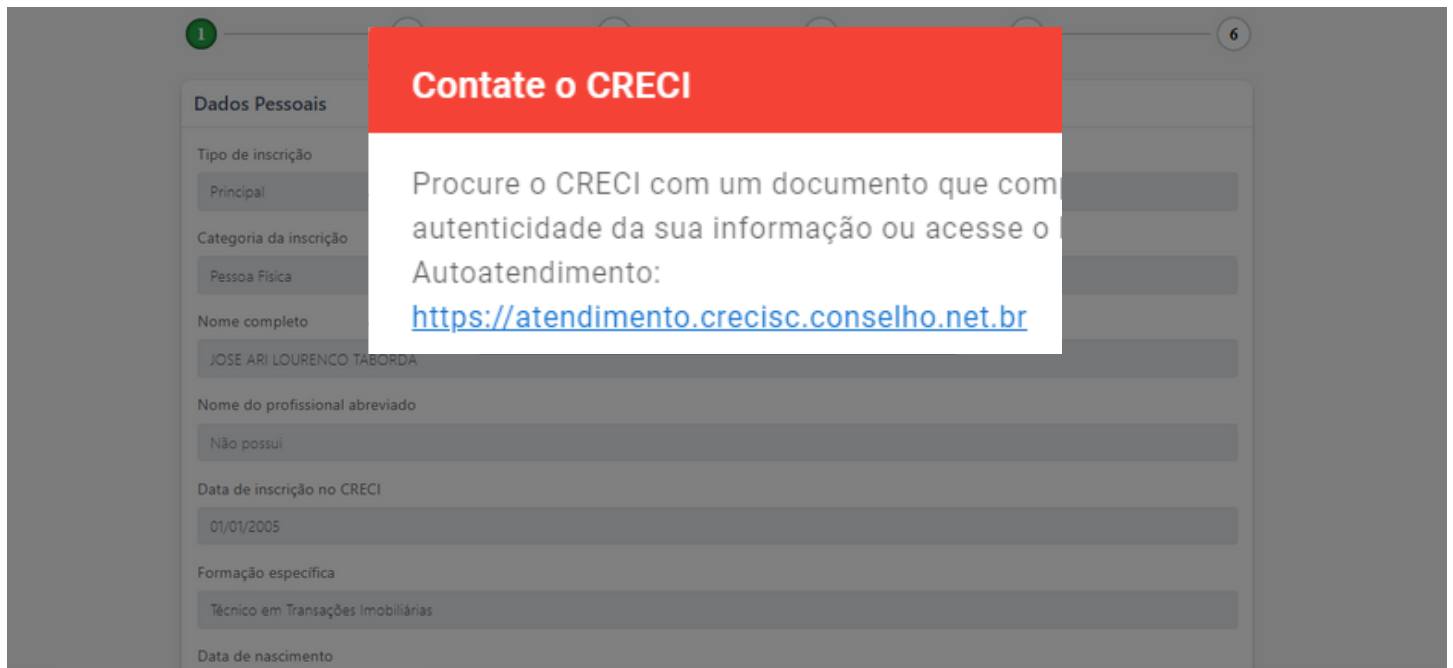 1
6
Contate o CRECI
Procure o CRECI com um documento que
autenticidade da sua informação ou acesse o
Autoatendimento:
https://atendimento.crecisc.conselho.net.br
Dados Pessoais
Tipo de inscrição
Principal
Categoria da inscrição
Pessoa Física
Nome completo
JOSE ARI LOURENCO TABORDA
Nome do profissional abreviado
Não possui
Data de inscrição no CRECI
01/01/2005
Formação específica
Técnico em Transações Imobiliárias
Data de nascimento